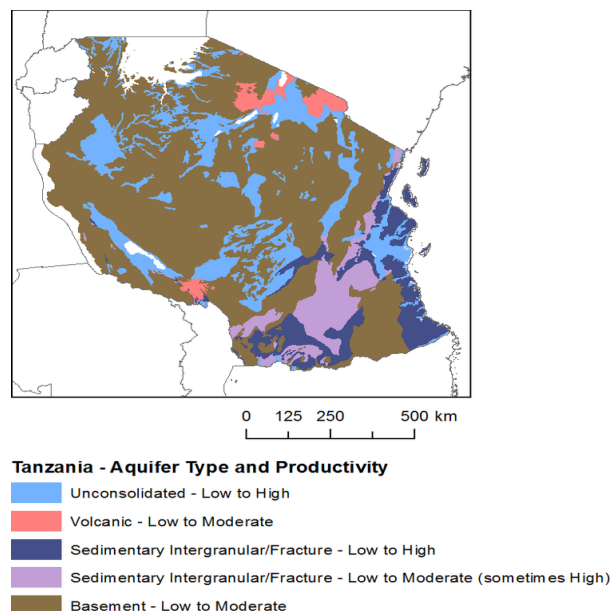 0 125 250 500 km
Tanzania - Aquifer Type and Productivity
Unconsolidated - Low to High
Volcanic - Low to Moderate
Sedimentary Intergranular/Fracture - Low to High
Sedimentary Intergranular/Fracture - Low to Moderate (sometimes High)
Basement - Low to Moderate